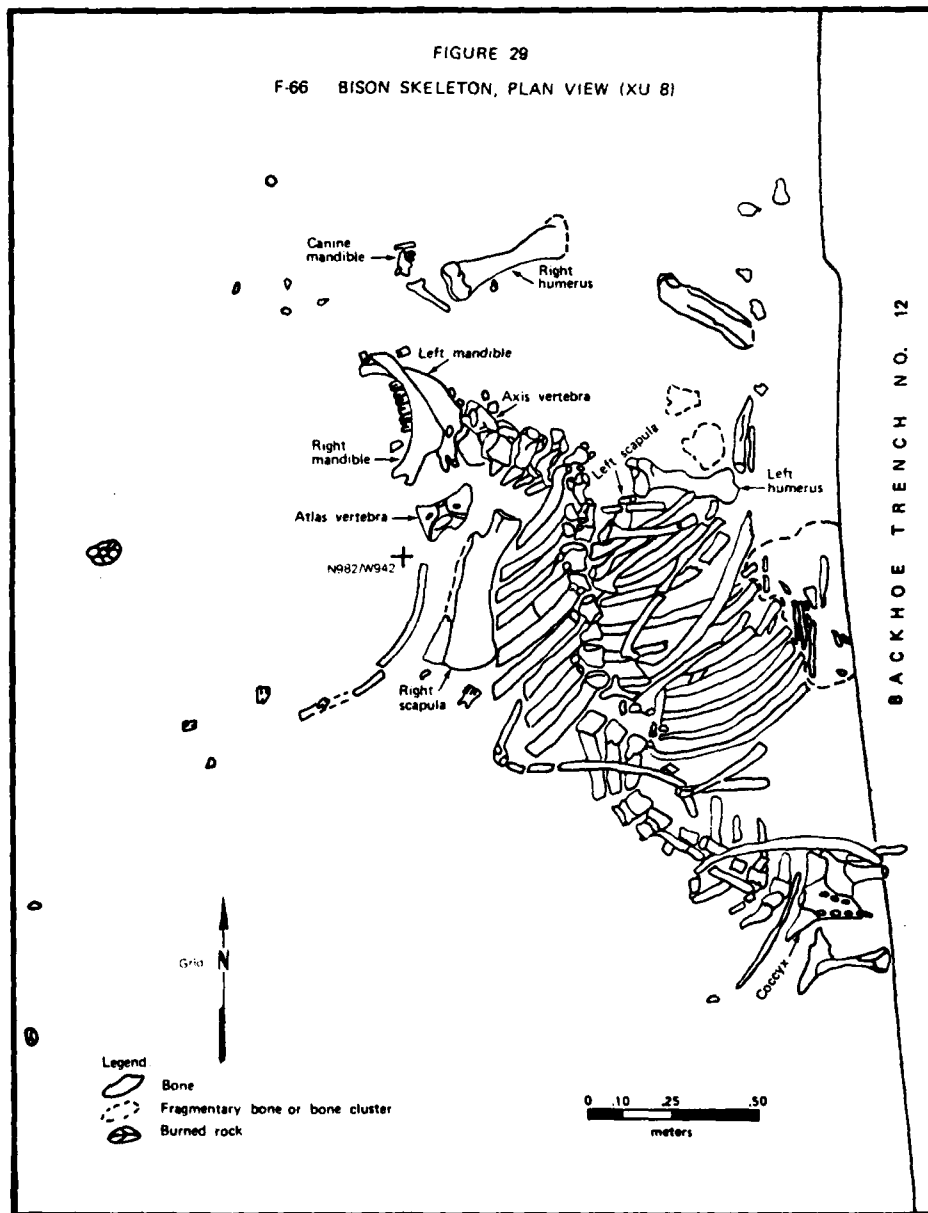 FIGURE 29
F-66 BISON SKELETON, PLAN VIEW (XU 8)
Canine
mandible
Right
humerus
Left mandible
Axis vertebra
Right
mandible
Left scapula
Left
humerus
Atlas vertebra
N982/W942
Right
scapula
BACKHOE TRENCH NO. 12
Coccyx
Grid N
Legend
Bone
Fragmentary bone or bone cluster
Burned rock
0 .10 .25 .50
meters